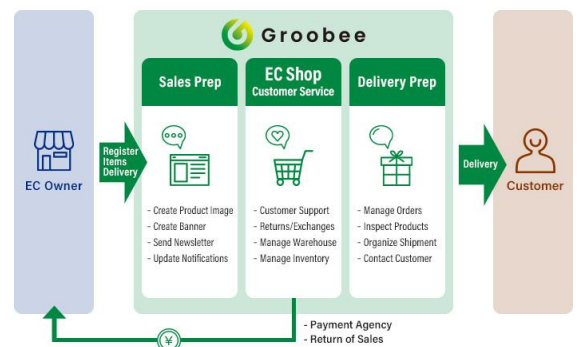 Groobee
Sales Prep
EC Shop
Customer Service
Delivery Prep
Register
Items
Delivery
EC Owner
- Create Product Image
- Create Banner
- Send Newsletter
- Update Notifications
- Customer Support
- Returns/Exchanges
- Manage Warehouse
- Manage Inventory
- Manage Orders
- Inspect Products
- Organize Shipment
- Contact Customer
Delivery
Customer
¥
- Payment Agency
- Return of Sales